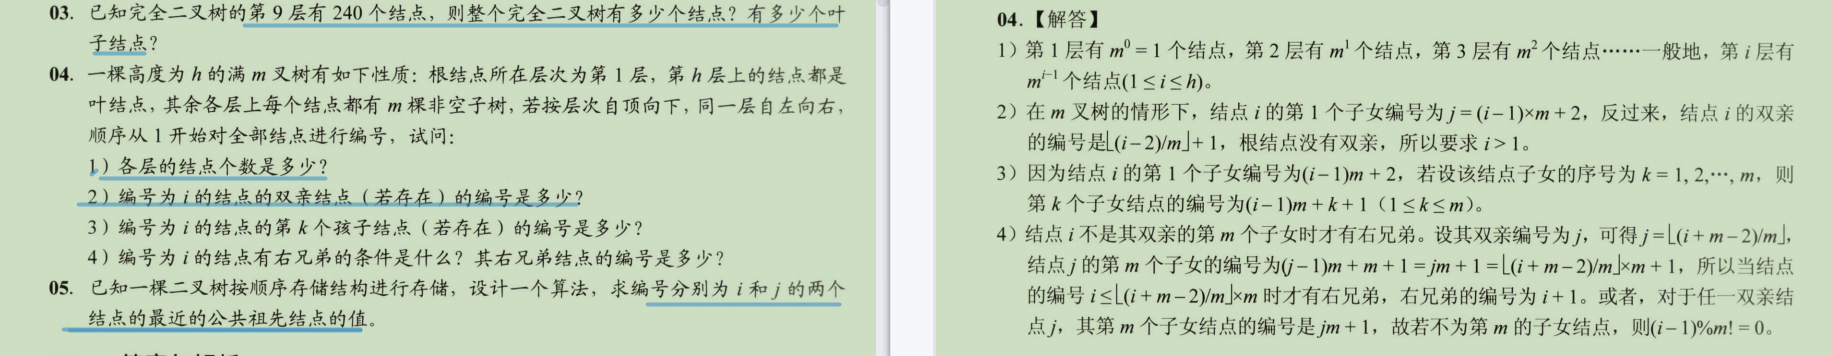 03. 已知完全二叉树的第 9 层有 240 个结点，则整个完全二叉树有多少个结点？有多少个叶
子结点？
04. 一棵高度为 h 的满 m 叉树有如下性质：根结点所在层次为第 1 层，第 h 层上的结点都是
叶结点，其余各层上每个结点都有 m 棵非空子树，若按层次自顶向下，同一层自左向右，
顺序从 1 开始对全部结点进行编号，试问：
1）各层的结点个数是多少？
2）编号为 i 的结点的双亲结点（若存在）的编号是多少？
3）编号为 i 的结点的第 k 个孩子结点（若存在）的编号是多少？
4）编号为 i 的结点有右兄弟的条件是什么？其右兄弟结点的编号是多少？
05. 已知一棵二叉树按顺序存储结构进行存储，设计一个算法，求编号分别为 i 和 j 的两个
结点的最近的公共祖先结点的值。
04.【解答】
1）第 1 层有 m⁰ = 1 个结点，第 2 层有 m¹ 个结点，第 3 层有 m² 个结点……一般地，第 i 层有
mⁱ⁻¹ 个结点(1 ≤ i ≤ h)。
2）在 m 叉树的情形下，结点 i 的第 1 个子女编号为 j = (i − 1)×m + 2，反过来，结点 i 的双亲
的编号是⌊(i − 2)/m⌋ + 1，根结点没有双亲，所以要求 i > 1。
3）因为结点 i 的第 1 个子女编号为(i − 1)m + 2，若设该结点子女的序号为 k = 1, 2,⋯, m，则
第 k 个子女结点的编号为(i − 1)m + k + 1（1 ≤ k ≤ m）。
4）结点 i 不是其双亲的第 m 个子女时才有右兄弟。设其双亲编号为 j，可得 j = ⌊(i + m − 2)/m⌋，
结点 j 的第 m 个子女的编号为(j − 1)m + m + 1 = jm + 1 = ⌊(i + m − 2)/m⌋×m + 1，所以当结点
的编号 i ≤ ⌊(i + m − 2)/m⌋×m 时才有右兄弟，右兄弟的编号为 i + 1。或者，对于任一双亲结
点 j，其第 m 个子女结点的编号是 jm + 1，故若不为第 m 的子女结点，则(i − 1)%m! = 0。